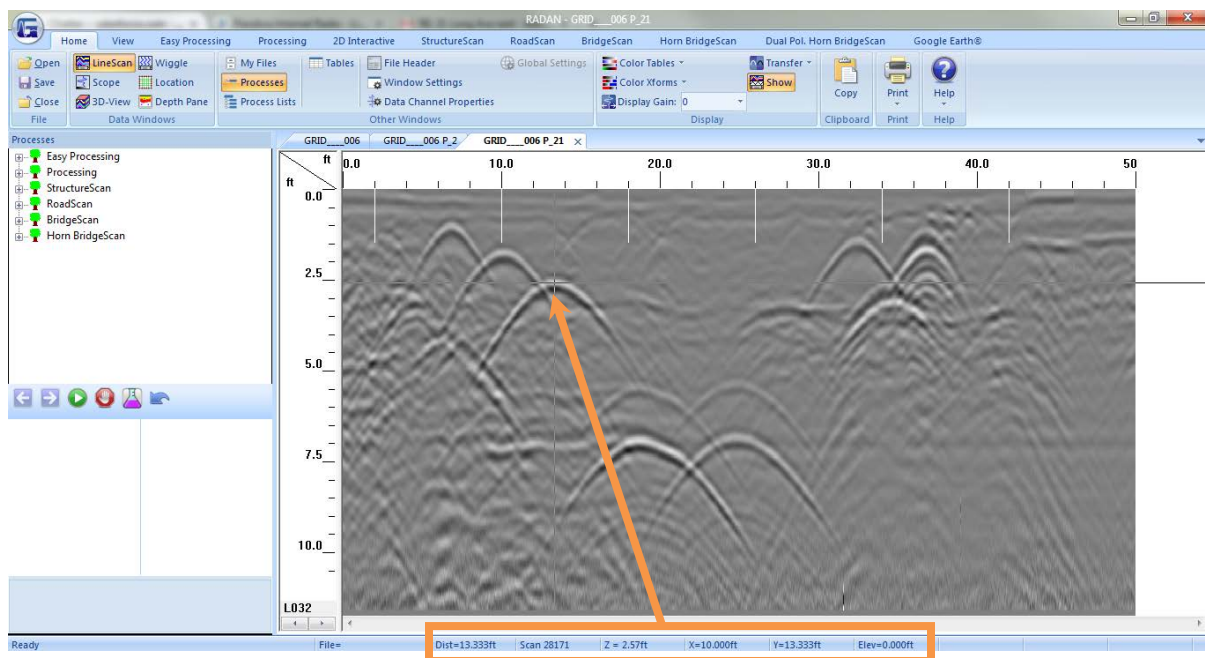 RADAN - GRID____006 P_21
Home View Easy Processing Processing 2D Interactive StructureScan RoadScan BridgeScan Horn BridgeScan Dual Pol. Horn BridgeScan Google Earth®
Open LineScan Wiggle My Files Tables File Header Global Settings Color Tables Transfer
Save Scope Location Processes Window Settings Color Xforms Show Copy Print Help
Close 3D-View Depth Pane Process Lists Data Channel Properties Display Gain: 0
File Data Windows Other Windows Display Clipboard Print Help
Processes
GRID____006 GRID____006 P_2 GRID____006 P_21 ×
Easy Processing
Processing
StructureScan
RoadScan
BridgeScan
Horn BridgeScan
ft 0.0 10.0 20.0 30.0 40.0 50
ft
0.0
2.5
5.0
7.5
10.0
L032
Ready File= Dist=13.333ft Scan 28171 Z = 2.57ft X=10.000ft Y=13.333ft Elev=0.000ft